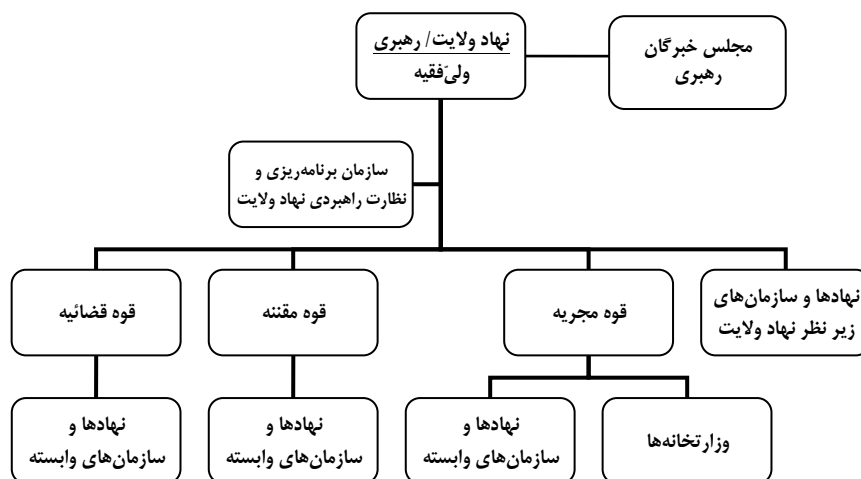 نهاد ولایت/ رهبری
ولیّ‌فقیه
مجلس خبرگان
رهبری
سازمان برنامه‌ریزی و
نظارت راهبردی نهاد ولایت
نهادها و سازمان‌های
زیر نظر نهاد ولایت
قوه مجریه
قوه مقننه
قوه قضائیه
وزارتخانه‌ها
نهادها و
سازمان‌های وابسته
نهادها و
سازمان‌های وابسته
نهادها و
سازمان‌های وابسته